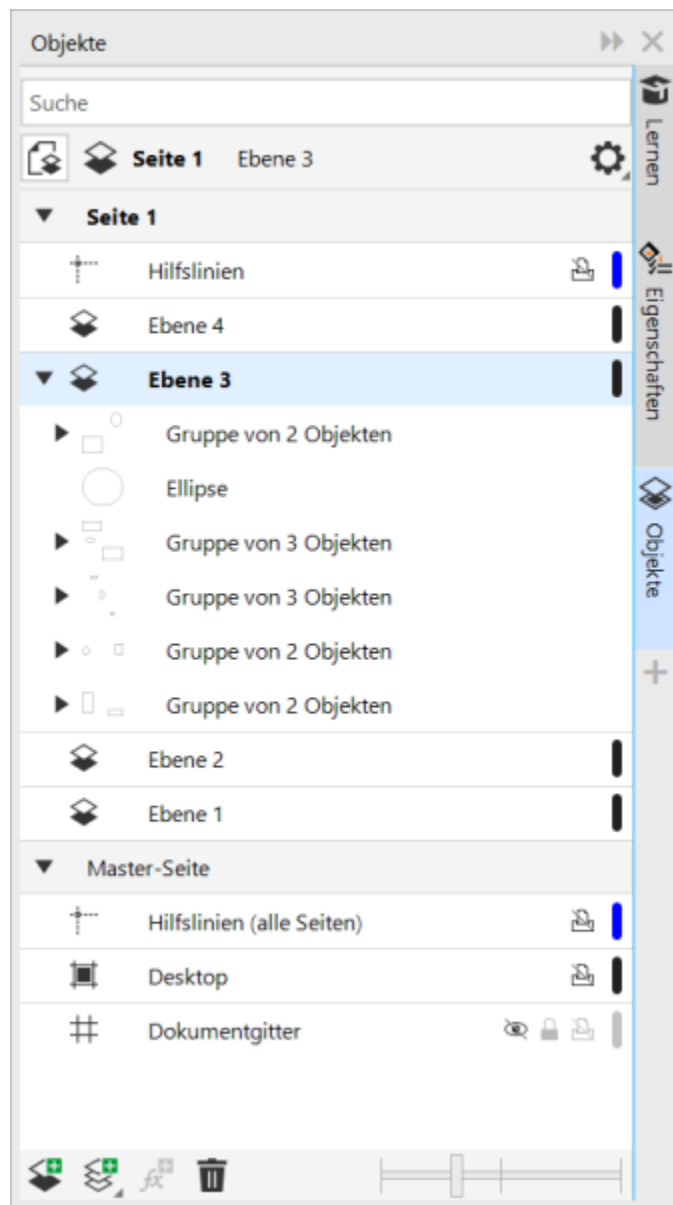 Objekte
Suche
Seite 1 Ebene 3
Seite 1
Hilfslinien
Ebene 4
Ebene 3
Gruppe von 2 Objekten
Ellipse
Gruppe von 3 Objekten
Gruppe von 3 Objekten
Gruppe von 2 Objekten
Gruppe von 2 Objekten
Ebene 2
Ebene 1
Master-Seite
Hilfslinien (alle Seiten)
Desktop
Dokumentgitter
Lernen
Eigenschaften
Objekte